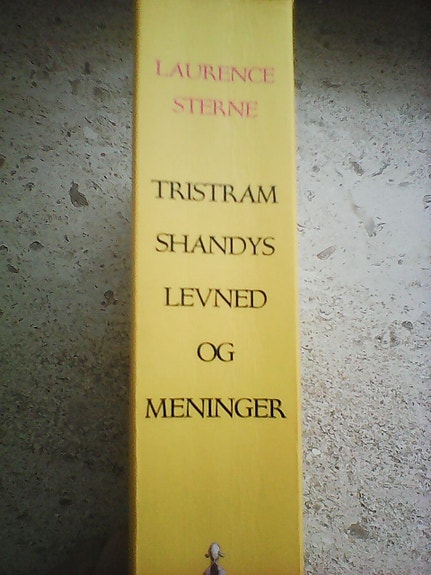 LAURENCE
STERNE
TRISTRAM
SHANDYS
LEVNED
OG
MENINGER